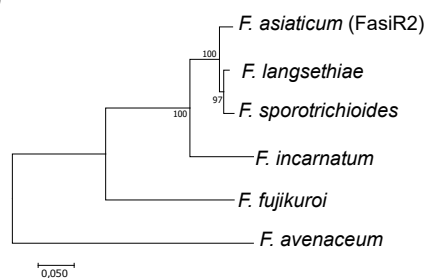 F. asiaticum (FasiR2)
100
F. langsethiae
97
F. sporotrichioides
100
F. incarnatum
F. fujikuroi
F. avenaceum
0,050